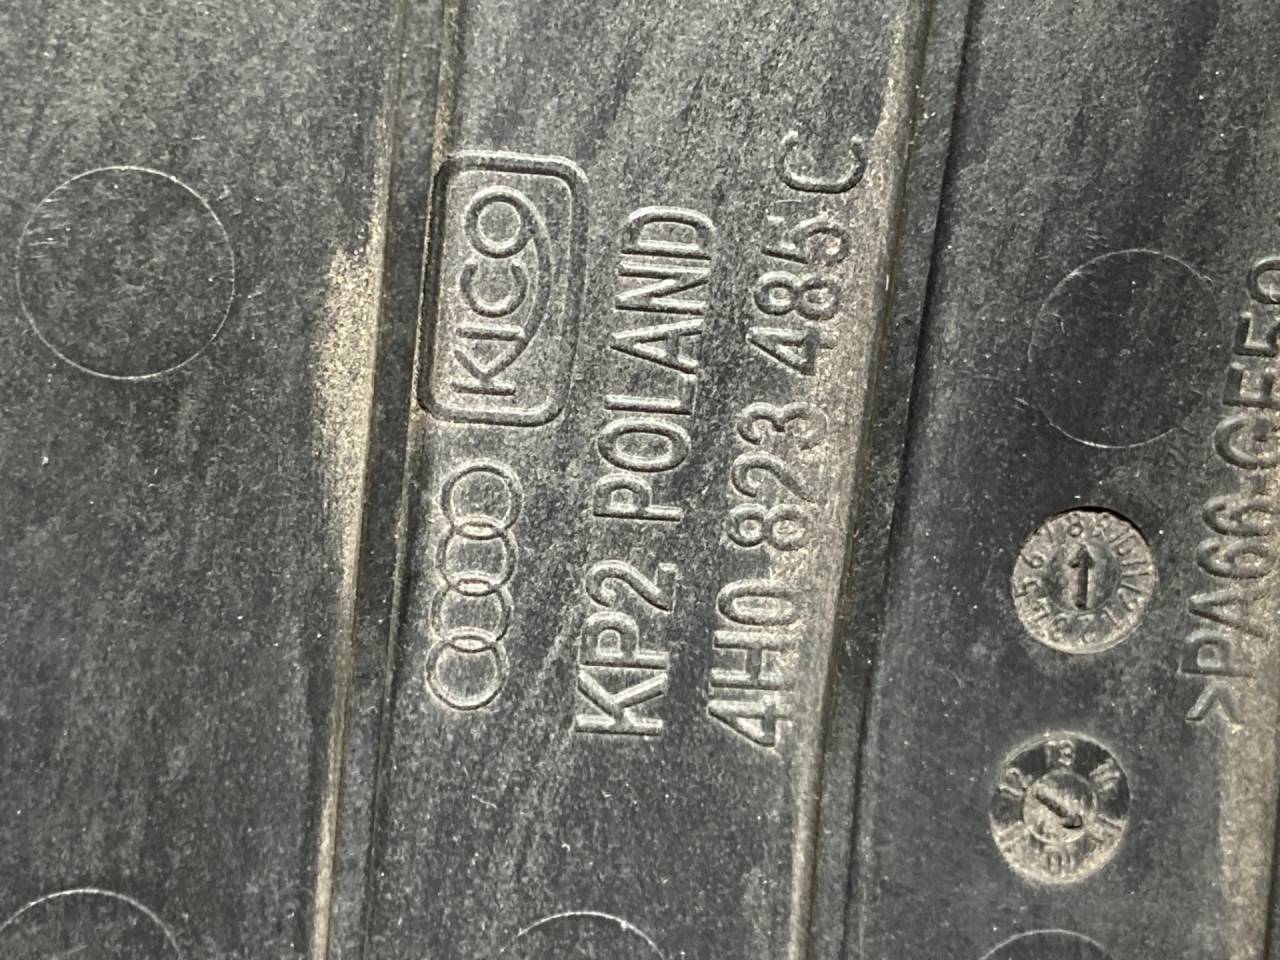 KICO
KP2 POLAND
4H0 823 485 C
>PA66-GF50